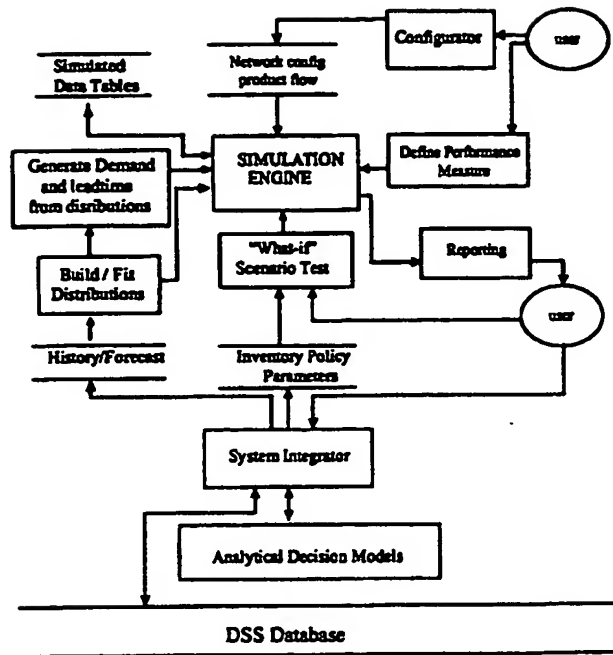 Configurator
user
Simulated
Data Tables
Network config
product flow
Generate Demand
and leadtime
from disributions
SIMULATION
ENGINE
Define Performance
Measure
"What-if"
Scenario Test
Reporting
Build / Fit
Distributions
user
History/Forecast
Inventory Policy
Parameters
System Integrator
Analytical Decision Models
DSS Database